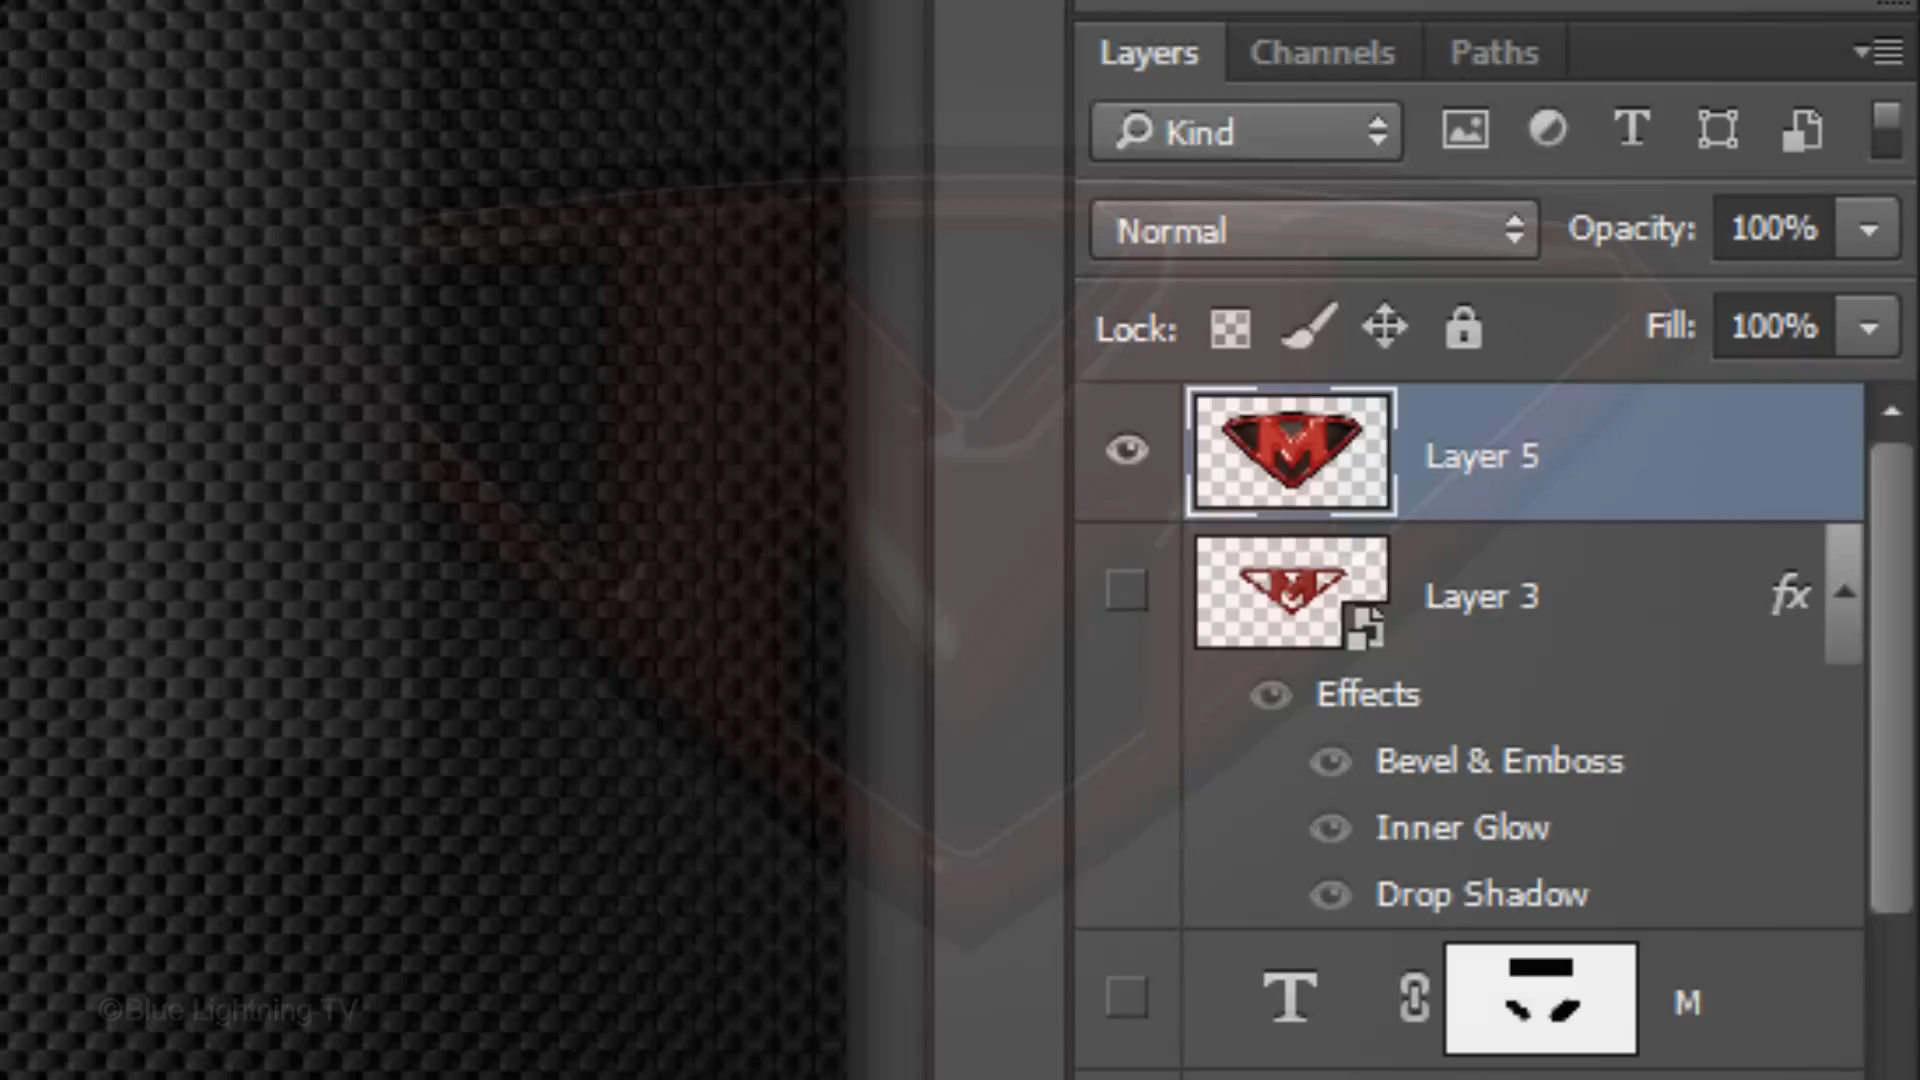 Layers Channels Paths
Kind
Normal Opacity: 100%
Lock: Fill: 100%
Layer 5
Layer 3 fx
Effects
Bevel & Emboss
Inner Glow
Drop Shadow
T M
©Blue Lightning TV